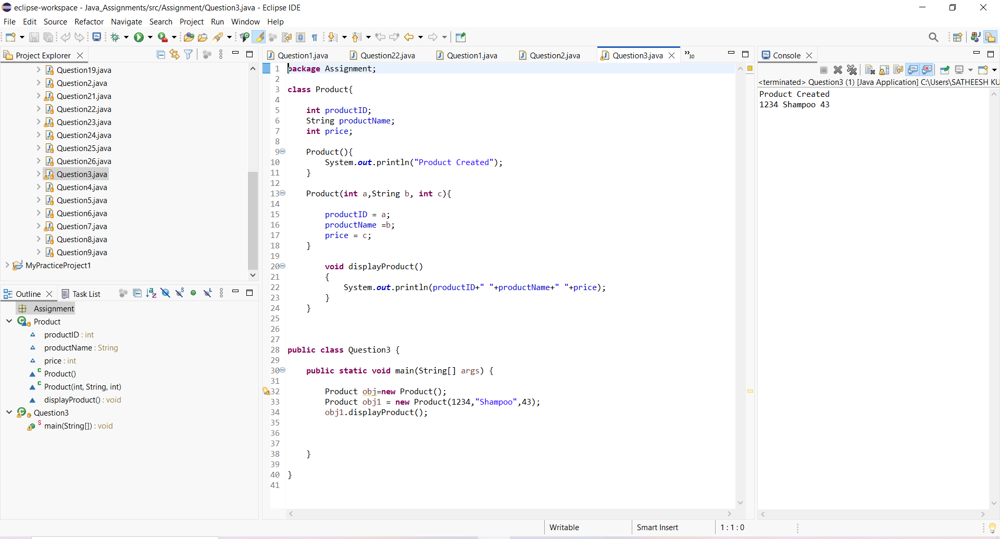 eclipse-workspace - Java_Assignments/src/Assignment/Question3.java - Eclipse IDE
File Edit Source Refactor Navigate Search Project Run Window Help
Project Explorer
Question19.java
Question2.java
Question21.java
Question22.java
Question23.java
Question24.java
Question25.java
Question26.java
Question3.java
Question4.java
Question5.java
Question6.java
Question7.java
Question8.java
Question9.java
MyPracticeProject1
Outline Task List
Assignment
Product
productID : int
productName : String
price : int
Product()
Product(int, String, int)
displayProduct() : void
Question3
main(String[]) : void
Question1.java Question22.java Question1.java Question2.java Question3.java »30
1 package Assignment;
2
3 class Product{
4
5 int productID;
6 String productName;
7 int price;
8
9 Product(){
10 System.out.println("Product Created");
11 }
12
13 Product(int a,String b, int c){
14
15 productID = a;
16 productName =b;
17 price = c;
18 }
19
20 void displayProduct()
21 {
22 System.out.println(productID+" "+productName+" "+price);
23 }
24 }
25
26
27
28 public class Question3 {
29
30 public static void main(String[] args) {
31
32 Product obj=new Product();
33 Product obj1 = new Product(1234,"Shampoo",43);
34 obj1.displayProduct();
35
36
37
38 }
39
40 }
41
Console
<terminated> Question3 (1) [Java Application] C:\Users\SATHEESH KU
Product Created
1234 Shampoo 43
Writable Smart Insert 1 : 1 : 0